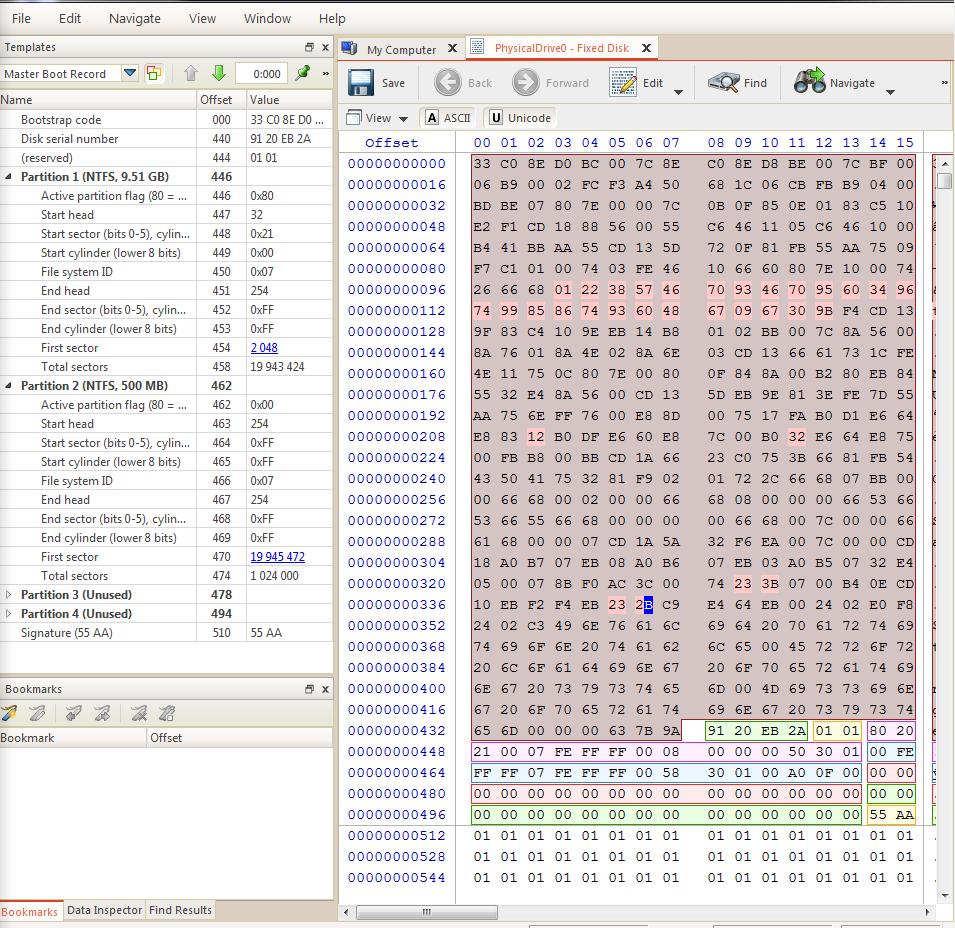 File Edit Navigate View Window Help
Templates
Master Boot Record 0:000 »
Name Offset Value
Bootstrap code 000 33 C0 8E D0 ...
Disk serial number 440 91 20 EB 2A
(reserved) 444 01 01
Partition 1 (NTFS, 9.51 GB) 446
Active partition flag (80 = ... 446 0x80
Start head 447 32
Start sector (bits 0-5), cylin... 448 0x21
Start cylinder (lower 8 bits) 449 0x00
File system ID 450 0x07
End head 451 254
End sector (bits 0-5), cylin... 452 0xFF
End cylinder (lower 8 bits) 453 0xFF
First sector 454 2 048
Total sectors 458 19 943 424
Partition 2 (NTFS, 500 MB) 462
Active partition flag (80 = ... 462 0x00
Start head 463 254
Start sector (bits 0-5), cylin... 464 0xFF
Start cylinder (lower 8 bits) 465 0xFF
File system ID 466 0x07
End head 467 254
End sector (bits 0-5), cylin... 468 0xFF
End cylinder (lower 8 bits) 469 0xFF
First sector 470 19 945 472
Total sectors 474 1 024 000
Partition 3 (Unused) 478
Partition 4 (Unused) 494
Signature (55 AA) 510 55 AA
Bookmarks
Bookmark Offset
Bookmarks Data Inspector Find Results
My Computer PhysicalDrive0 - Fixed Disk
Save Back Forward Edit Find Navigate »
View A ASCII U Unicode
Offset 00 01 02 03 04 05 06 07 08 09 10 11 12 13 14 15
00000000000 33 C0 8E D0 BC 00 7C 8E C0 8E D8 BE 00 7C BF 00
00000000016 06 B9 00 02 FC F3 A4 50 68 1C 06 CB FB B9 04 00
00000000032 BD BE 07 80 7E 00 00 7C 0B 0F 85 0E 01 83 C5 10
00000000048 E2 F1 CD 18 88 56 00 55 C6 46 11 05 C6 46 10 00
00000000064 B4 41 BB AA 55 CD 13 5D 72 0F 81 FB 55 AA 75 09
00000000080 F7 C1 01 00 74 03 FE 46 10 66 60 80 7E 10 00 74
00000000096 26 66 68 01 22 38 57 46 70 93 46 70 95 60 34 96
00000000112 74 99 85 86 74 93 60 48 67 09 67 30 9B F4 CD 13
00000000128 9F 83 C4 10 9E EB 14 B8 01 02 BB 00 7C 8A 56 00
00000000144 8A 76 01 8A 4E 02 8A 6E 03 CD 13 66 61 73 1C FE
00000000160 4E 11 75 0C 80 7E 00 80 0F 84 8A 00 B2 80 EB 84
00000000176 55 32 E4 8A 56 00 CD 13 5D EB 9E 81 3E FE 7D 55
00000000192 AA 75 6E FF 76 00 E8 8D 00 75 17 FA B0 D1 E6 64
00000000208 E8 83 12 B0 DF E6 60 E8 7C 00 B0 32 E6 64 E8 75
00000000224 00 FB B8 00 BB CD 1A 66 23 C0 75 3B 66 81 FB 54
00000000240 43 50 41 75 32 81 F9 02 01 72 2C 66 68 07 BB 00
00000000256 00 66 68 00 02 00 00 66 68 08 00 00 00 66 53 66
00000000272 53 66 55 66 68 00 00 00 00 66 68 00 7C 00 00 66
00000000288 61 68 00 00 07 CD 1A 5A 32 F6 EA 00 7C 00 00 CD
00000000304 18 A0 B7 07 EB 08 A0 B6 07 EB 03 A0 B5 07 32 E4
00000000320 05 00 07 8B F0 AC 3C 00 74 23 3B 07 00 B4 0E CD
00000000336 10 EB F2 F4 EB 23 2B C9 E4 64 EB 00 24 02 E0 F8
00000000352 24 02 C3 49 6E 76 61 6C 69 64 20 70 61 72 74 69
00000000368 74 69 6F 6E 20 74 61 62 6C 65 00 45 72 72 6F 72
00000000384 20 6C 6F 61 64 69 6E 67 20 6F 70 65 72 61 74 69
00000000400 6E 67 20 73 79 73 74 65 6D 00 4D 69 73 73 69 6E
00000000416 67 20 6F 70 65 72 61 74 69 6E 67 20 73 79 73 74
00000000432 65 6D 00 00 00 63 7B 9A 91 20 EB 2A 01 01 80 20
00000000448 21 00 07 FE FF FF 00 08 00 00 00 50 30 01 00 FE
00000000464 FF FF 07 FE FF FF 00 58 30 01 00 A0 0F 00 00 00
00000000480 00 00 00 00 00 00 00 00 00 00 00 00 00 00 00 00
00000000496 00 00 00 00 00 00 00 00 00 00 00 00 00 00 55 AA
00000000512 01 01 01 01 01 01 01 01 01 01 01 01 01 01 01 01
00000000528 01 01 01 01 01 01 01 01 01 01 01 01 01 01 01 01
00000000544 01 01 01 01 01 01 01 01 01 01 01 01 01 01 01 01